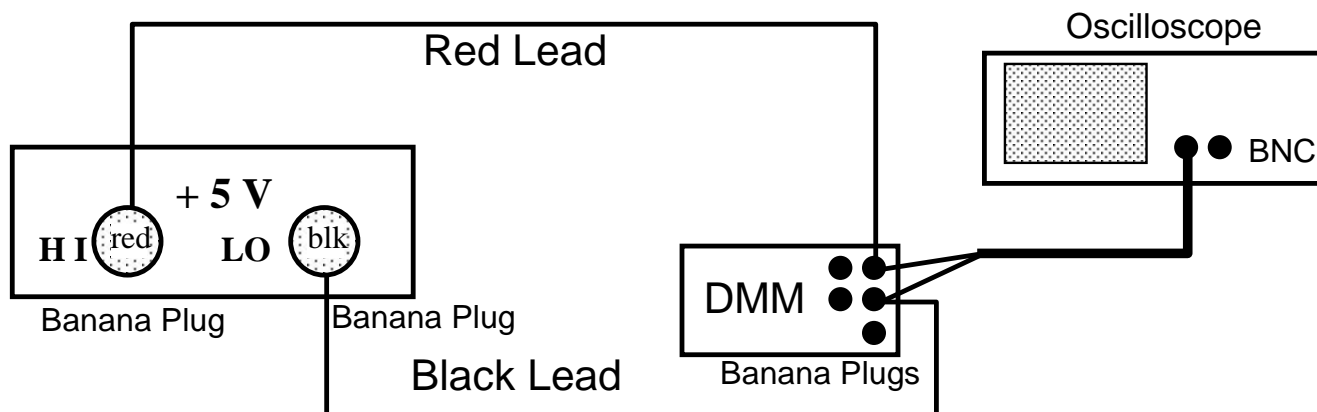 Oscilloscope
Red Lead
BNC
+ 5 V
H I
red
LO
blk
DMM
Banana Plug
Banana Plug
Banana Plugs
Black Lead